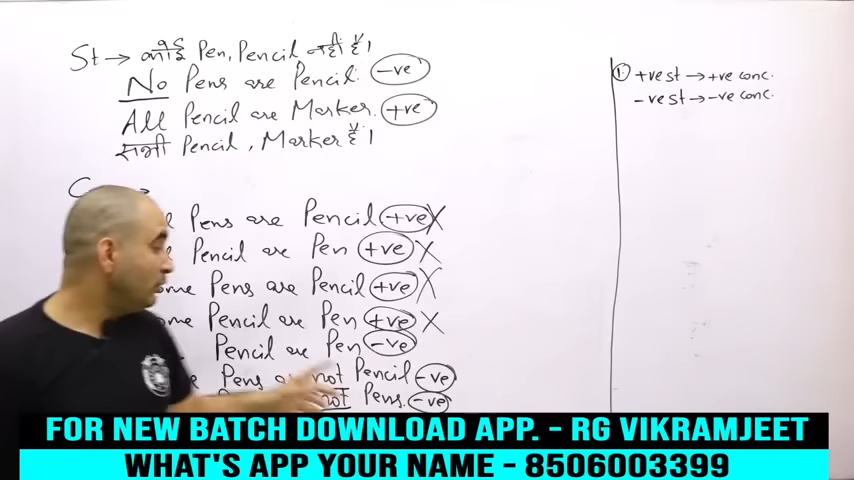 St → कोई Pen, Pencil नहीं है।
No Pens are Pencil. -ve
All Pencil are Marker. +ve
सभी Pencil, Marker है।
C →
Pens are Pencil +ve X
Pencil are Pen +ve X
ome Pens are Pencil +ve X
ome Pencil are Pen +ve X
Pencil are Pen -ve
e Pens are not Pencil -ve
not Pens. -ve
1. +ve st → +ve conc.
-ve st → -ve conc.
FOR NEW BATCH DOWNLOAD APP. - RG VIKRAMJEET
WHAT'S APP YOUR NAME - 8506003399